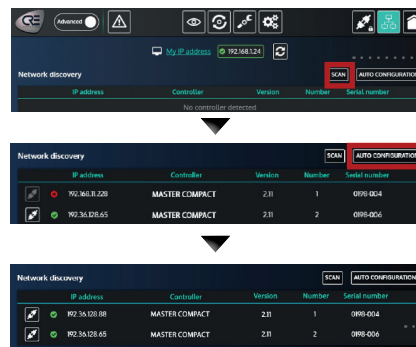 CRE Advanced
My IP address 192.168.1.24
Network discovery SCAN AUTO CONFIGURATION
IP address Controller Version Number Serial number
No controller detected
Network discovery SCAN AUTO CONFIGURATION
IP address Controller Version Number Serial number
192.168.11.228 MASTER COMPACT 2.11 1 0198-004
192.36.128.65 MASTER COMPACT 2.11 2 0198-006
Network discovery SCAN AUTO CONFIGURATION
IP address Controller Version Number Serial number
192.36.128.88 MASTER COMPACT 2.11 1 0198-004
192.36.128.65 MASTER COMPACT 2.11 2 0198-006